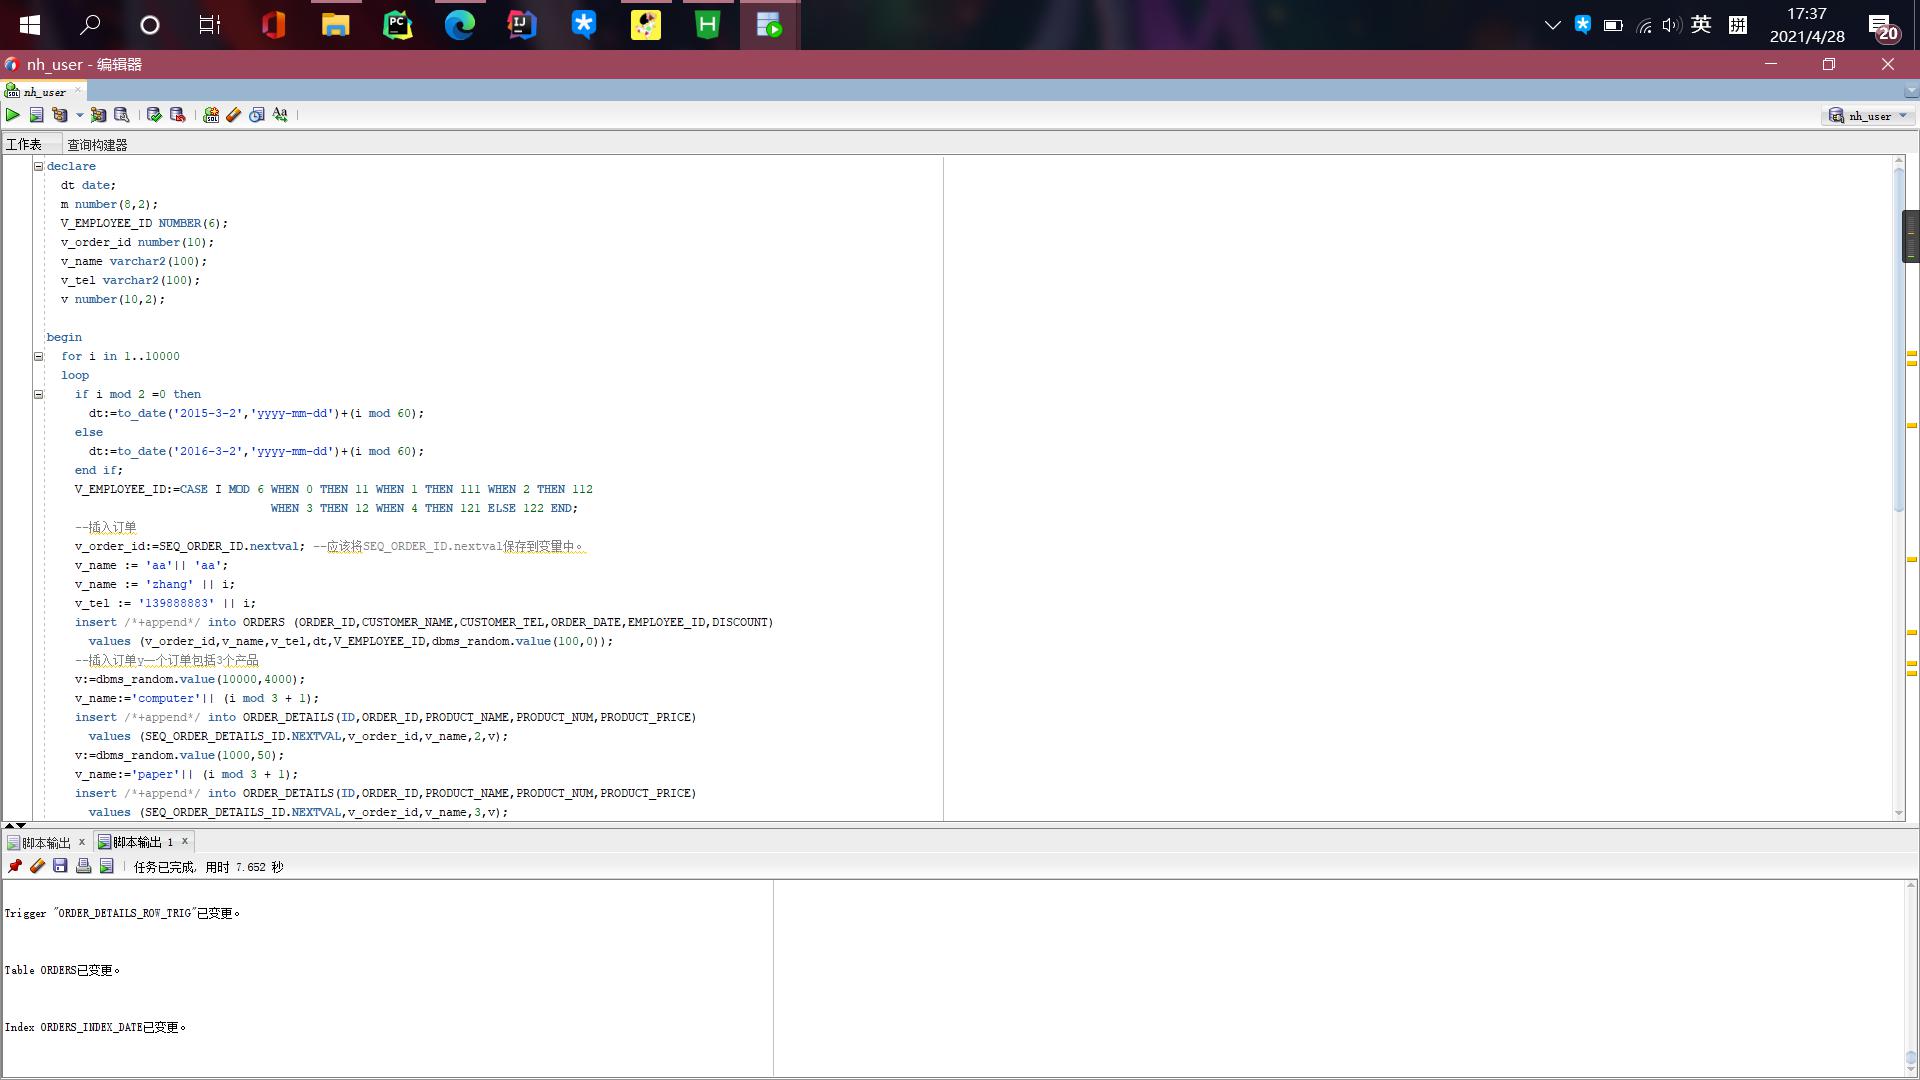 英
拼
17:37
2021/4/28
20
nh_user - 编辑器
nh_user
nh_user
工作表
查询构建器
declare
dt date;
m number(8,2);
V_EMPLOYEE_ID NUMBER(6);
v_order_id number(10);
v_name varchar2(100);
v_tel varchar2(100);
v number(10,2);
begin
for i in 1..10000
loop
if i mod 2 =0 then
dt:=to_date('2015-3-2','yyyy-mm-dd')+(i mod 60);
else
dt:=to_date('2016-3-2','yyyy-mm-dd')+(i mod 60);
end if;
V_EMPLOYEE_ID:=CASE I MOD 6 WHEN 0 THEN 11 WHEN 1 THEN 111 WHEN 2 THEN 112
WHEN 3 THEN 12 WHEN 4 THEN 121 ELSE 122 END;
--插入订单
v_order_id:=SEQ_ORDER_ID.nextval; --应该将SEQ_ORDER_ID.nextval保存到变量中。
v_name := 'aa'|| 'aa';
v_name := 'zhang' || i;
v_tel := '139888883' || i;
insert /*+append*/ into ORDERS (ORDER_ID,CUSTOMER_NAME,CUSTOMER_TEL,ORDER_DATE,EMPLOYEE_ID,DISCOUNT)
values (v_order_id,v_name,v_tel,dt,V_EMPLOYEE_ID,dbms_random.value(100,0));
--插入订单y一个订单包括3个产品
v:=dbms_random.value(10000,4000);
v_name:='computer'|| (i mod 3 + 1);
insert /*+append*/ into ORDER_DETAILS(ID,ORDER_ID,PRODUCT_NAME,PRODUCT_NUM,PRODUCT_PRICE)
values (SEQ_ORDER_DETAILS_ID.NEXTVAL,v_order_id,v_name,2,v);
v:=dbms_random.value(1000,50);
v_name:='paper'|| (i mod 3 + 1);
insert /*+append*/ into ORDER_DETAILS(ID,ORDER_ID,PRODUCT_NAME,PRODUCT_NUM,PRODUCT_PRICE)
values (SEQ_ORDER_DETAILS_ID.NEXTVAL,v_order_id,v_name,3,v);
脚本输出
脚本输出 1
任务已完成, 用时 7.652 秒
Trigger "ORDER_DETAILS_ROW_TRIG"已变更。
Table ORDERS已变更。
Index ORDERS_INDEX_DATE已变更。